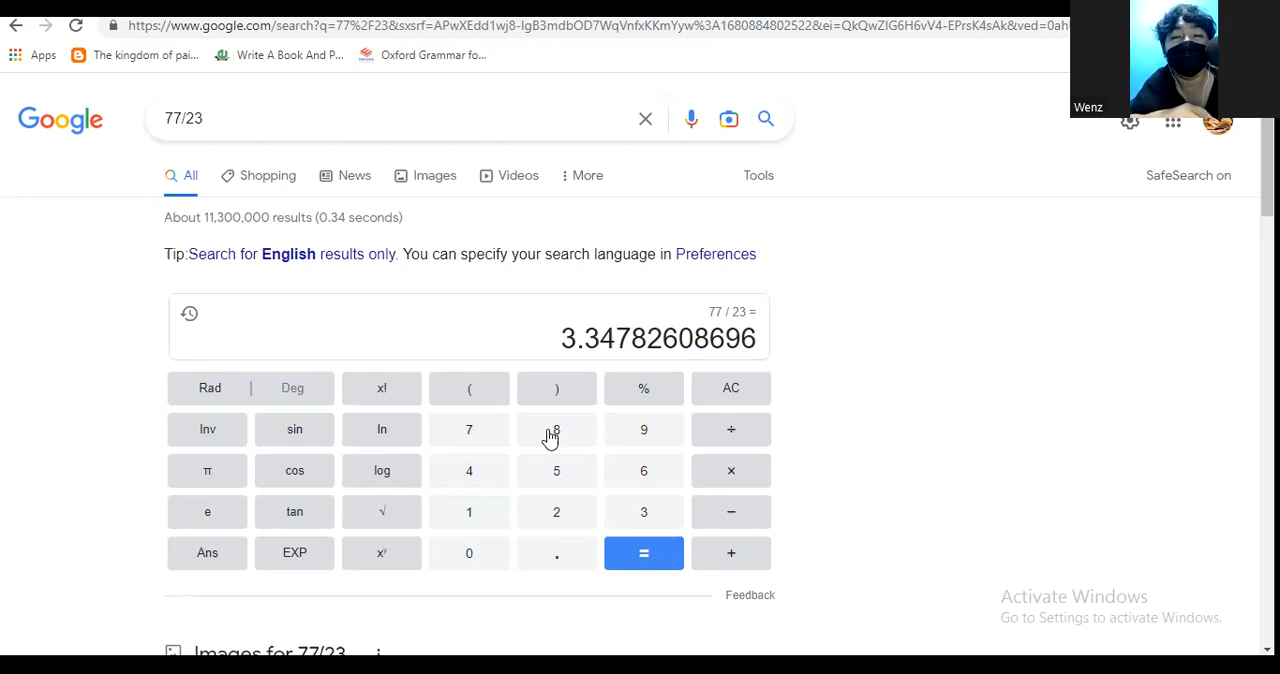 https://www.google.com/search?q=77%2F23&sxsrf=APwXEdd1wj8-IgB3mdbOD7WqVnfxKKmYyw%3A1680884802522&ei=QkQwZIG6H6vV4-EPrsK4sAk&ved=0ah
Apps The kingdom of pai... Write A Book And P... Oxford Grammar fo...
Wenz
Google 77/23
All Shopping News Images Videos More Tools SafeSearch on
About 11,300,000 results (0.34 seconds)
Tip:Search for English results only. You can specify your search language in Preferences
77 / 23 =
3.34782608696
Rad | Deg x! ( ) % AC
Inv sin ln 7 8 9 ÷
π cos log 4 5 6 ×
e tan √ 1 2 3 −
Ans EXP xʸ 0 . = +
Feedback
Activate Windows
Go to Settings to activate Windows.
Images for 77/23